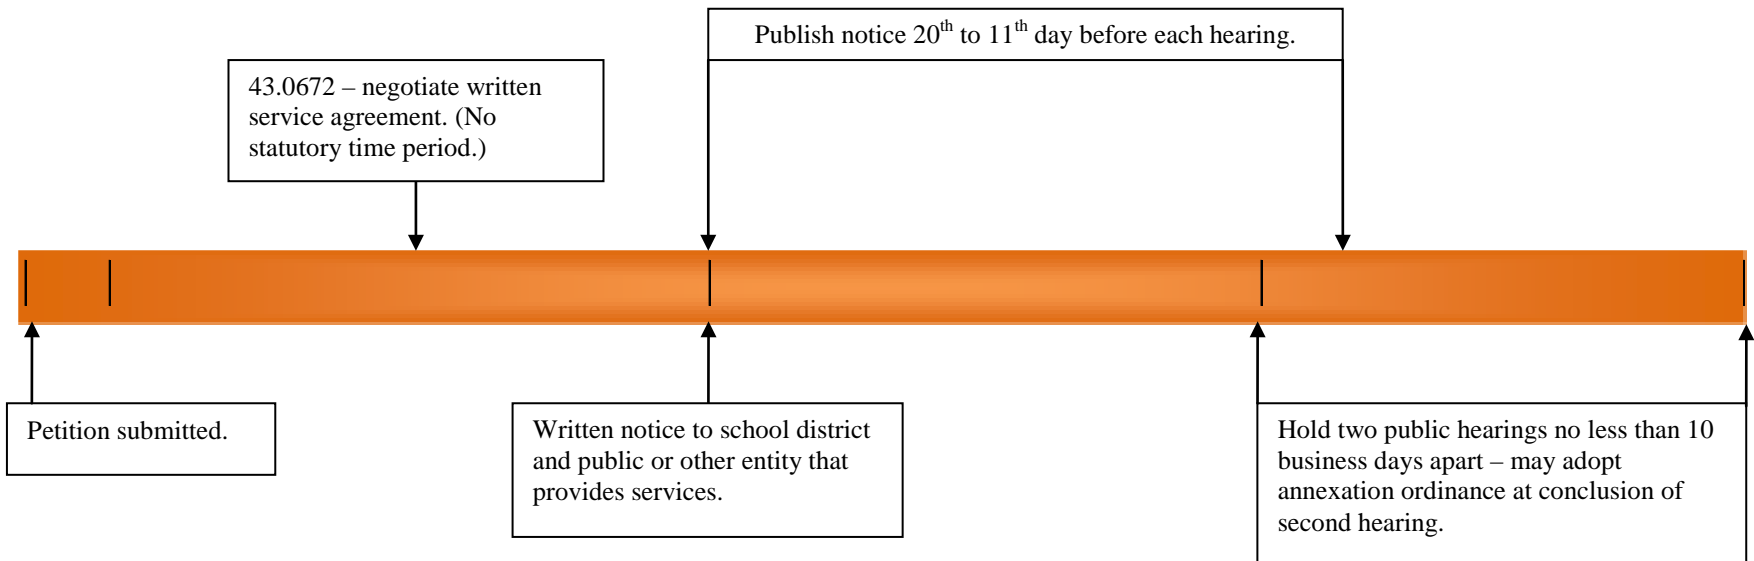 Publish notice 20th to 11th day before each hearing.
43.0672 – negotiate written
service agreement. (No
statutory time period.)
Petition submitted.
Written notice to school district
and public or other entity that
provides services.
Hold two public hearings no less than 10
business days apart – may adopt
annexation ordinance at conclusion of
second hearing.